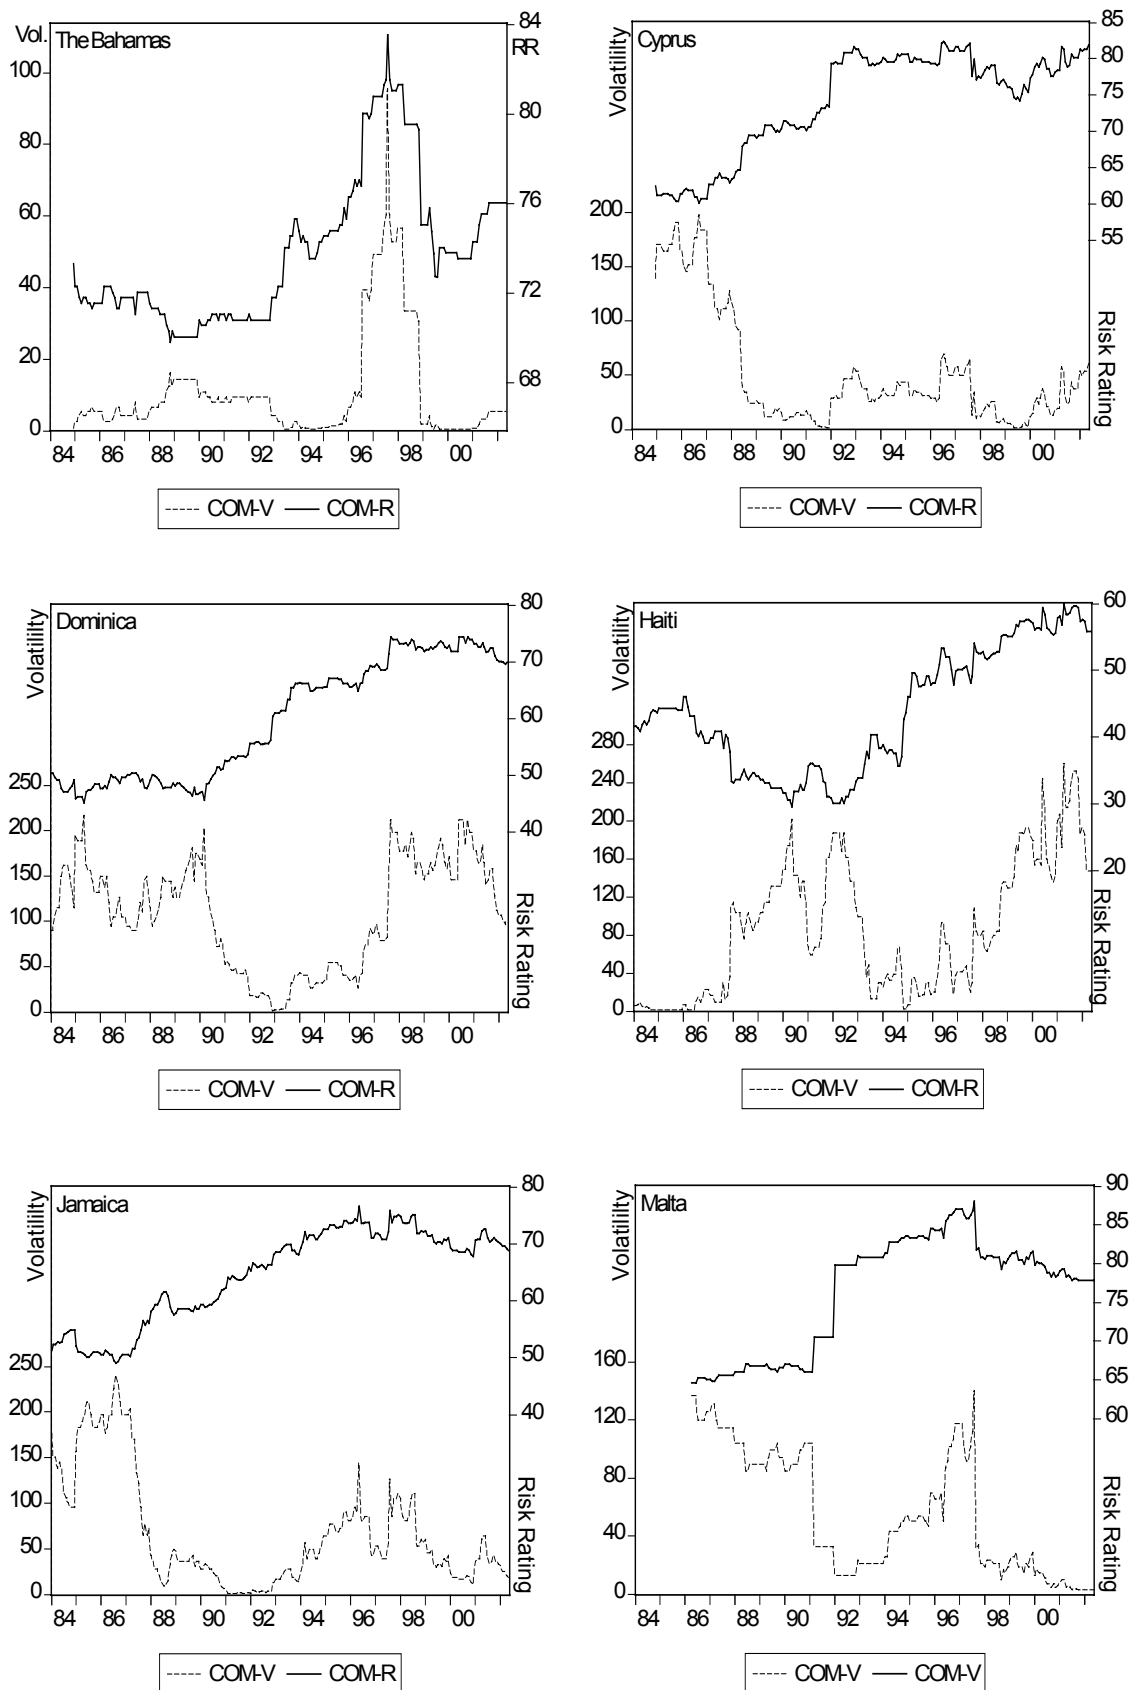 Vol. The Bahamas 84
RR
100
80
80
60
76
40
72
20
68
0
84 86 88 90 92 94 96 98 00
COM-V COM-R
Volatilility Cyprus 85
80
75
70
65
200 60
55
150
100
50
0
Risk Rating
84 86 88 90 92 94 96 98 00
COM-V COM-R
Volatilility Dominica 80
70
60
250 50
200
40
150
100
50
0
Risk Rating
84 86 88 90 92 94 96 98 00
COM-V COM-R
Volatilility Haiti 60
50
280 40
240
200 30
160
20
120
80
40
0
Risk Rating
84 86 88 90 92 94 96 98 00
COM-V COM-R
Volatilility Jamaica 80
70
60
250 50
200
40
150
100
50
0
Risk Rating
84 86 88 90 92 94 96 98 00
COM-V COM-R
Volatilility Malta 90
85
80
75
70
160
65
120 60
80
40
0
Risk Rating
84 86 88 90 92 94 96 98 00
COM-V COM-V